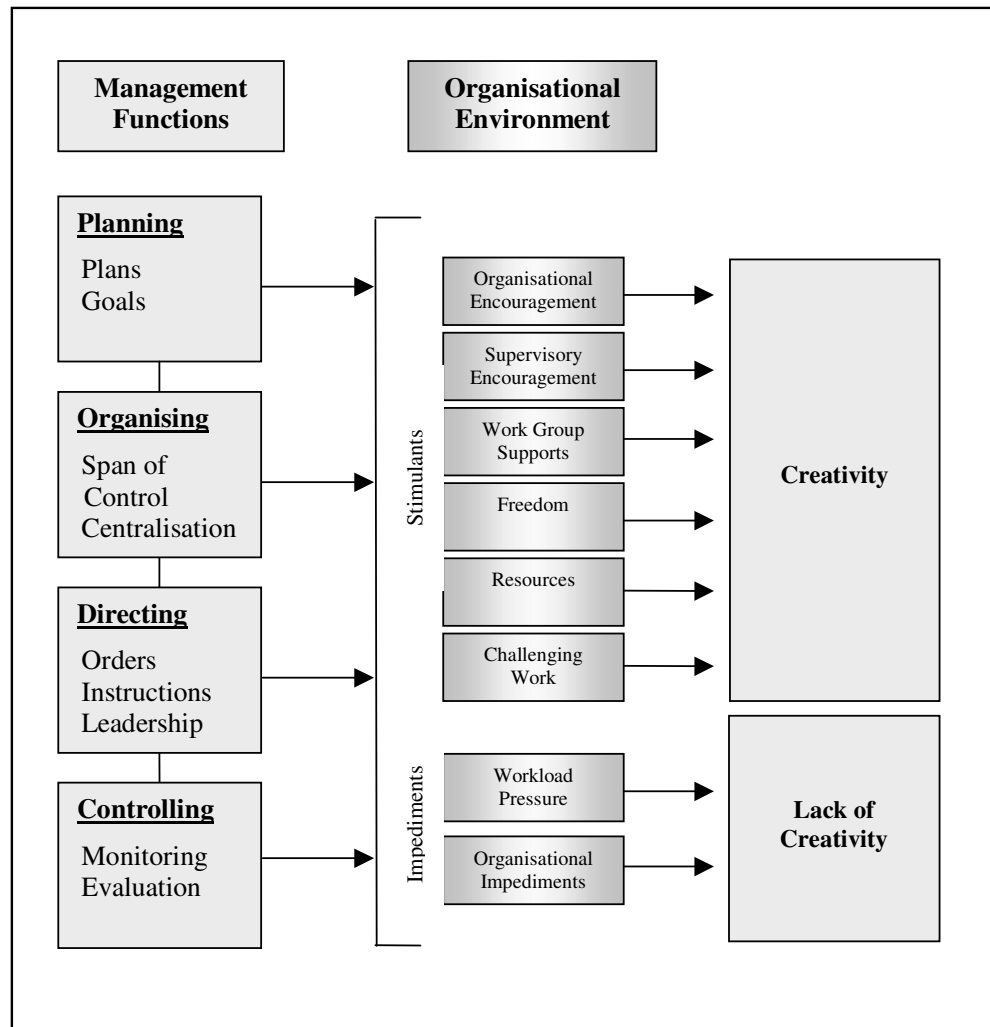 Management
Functions
Organisational
Environment
Planning
Plans
Goals
Organising
Span of
Control
Centralisation
Directing
Orders
Instructions
Leadership
Controlling
Monitoring
Evaluation
Stimulants
Organisational
Encouragement
Supervisory
Encouragement
Work Group
Supports
Freedom
Resources
Challenging
Work
Impediments
Workload
Pressure
Organisational
Impediments
Creativity
Lack of
Creativity